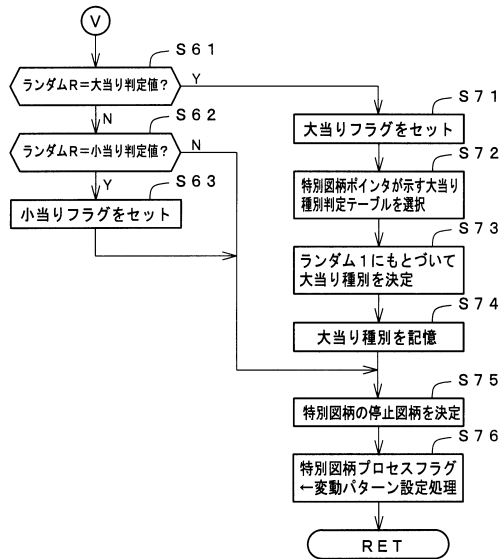 V
S61
ランダムR=大当り判定値?
Y
N
S62
ランダムR=小当り判定値?
N
Y
S63
小当りフラグをセット
S71
大当りフラグをセット
S72
特別図柄ポインタが示す大当り
種別判定テーブルを選択
S73
ランダム1にもとづいて
大当り種別を決定
S74
大当り種別を記憶
S75
特別図柄の停止図柄を決定
S76
特別図柄プロセスフラグ
←変動パターン設定処理
RET